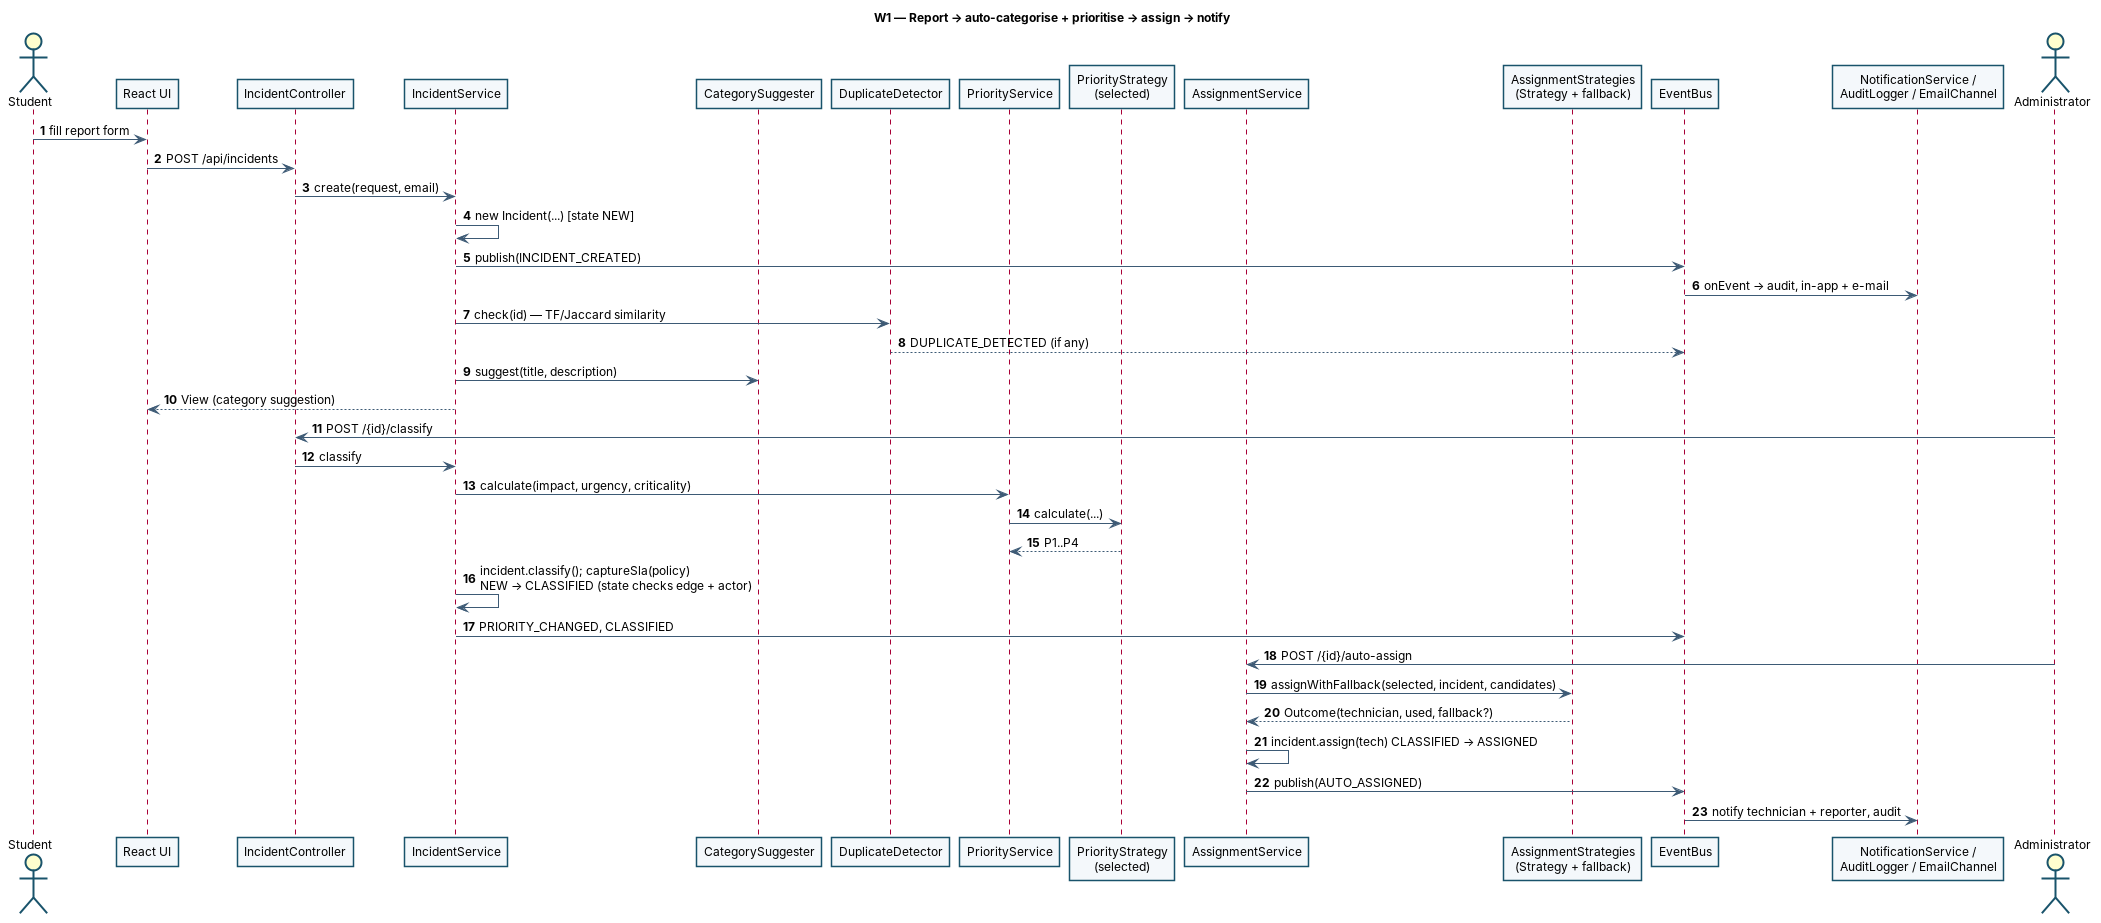 W1 — Report → auto-categorise + prioritise → assign → notify
Student
React UI
IncidentController
IncidentService
CategorySuggester
DuplicateDetector
PriorityService
PriorityStrategy
(selected)
AssignmentService
AssignmentStrategies
(Strategy + fallback)
EventBus
NotificationService /
AuditLogger / EmailChannel
Administrator
1 fill report form
2 POST /api/incidents
3 create(request, email)
4 new Incident(...) [state NEW]
5 publish(INCIDENT_CREATED)
6 onEvent → audit, in-app + e-mail
7 check(id) — TF/Jaccard similarity
8 DUPLICATE_DETECTED (if any)
9 suggest(title, description)
10 View (category suggestion)
11 POST /{id}/classify
12 classify
13 calculate(impact, urgency, criticality)
14 calculate(...)
15 P1..P4
16 incident.classify(); captureSla(policy)
NEW → CLASSIFIED (state checks edge + actor)
17 PRIORITY_CHANGED, CLASSIFIED
18 POST /{id}/auto-assign
19 assignWithFallback(selected, incident, candidates)
20 Outcome(technician, used, fallback?)
21 incident.assign(tech) CLASSIFIED → ASSIGNED
22 publish(AUTO_ASSIGNED)
23 notify technician + reporter, audit
Student
React UI
IncidentController
IncidentService
CategorySuggester
DuplicateDetector
PriorityService
PriorityStrategy
(selected)
AssignmentService
AssignmentStrategies
(Strategy + fallback)
EventBus
NotificationService /
AuditLogger / EmailChannel
Administrator